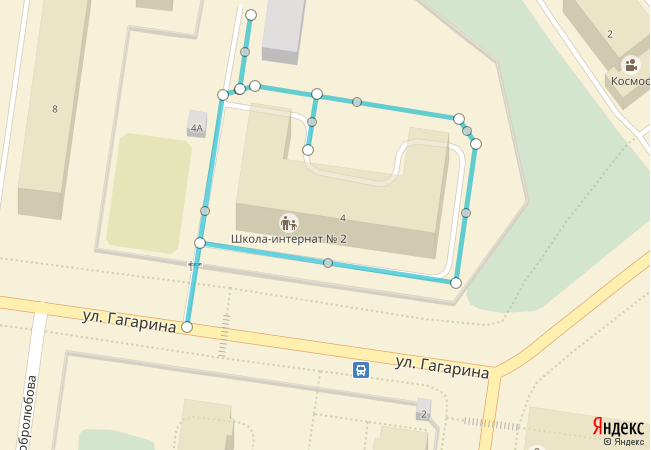 2
Космос
8
4А
4
Школа-интернат № 2
ул. Гагарина
ул. Гагарина
2
Яндекс
© Яндекс